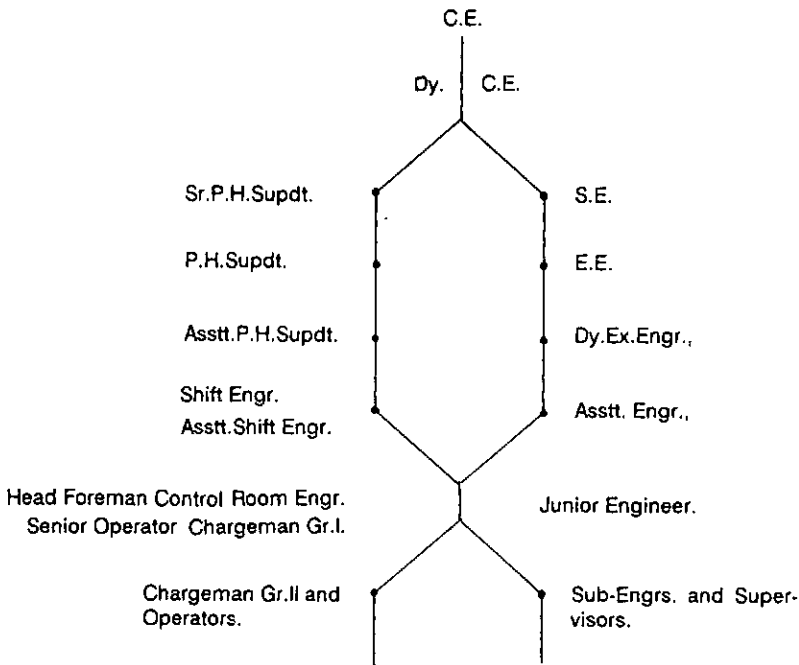 C.E.
Dy. C.E.
Sr.P.H.Supdt. S.E.
P.H.Supdt. E.E.
Asstt.P.H.Supdt. Dy.Ex.Engr.,
Shift Engr.
Asstt.Shift Engr. Asstt. Engr.,
Head Foreman Control Room Engr. Junior Engineer.
Senior Operator Chargeman Gr.I.
Chargeman Gr.II and Sub-Engrs. and Super-
Operators. visors.